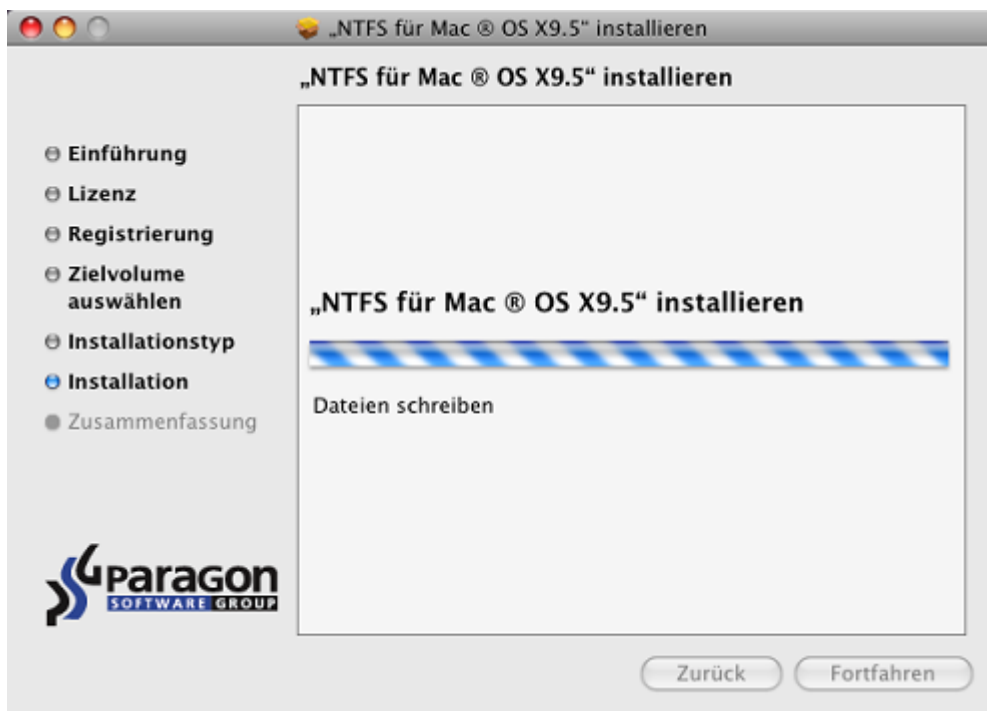 „NTFS für Mac ® OS X9.5“ installieren
„NTFS für Mac ® OS X9.5“ installieren
Einführung
Lizenz
Registrierung
Zielvolume
auswählen
Installationstyp
Installation
Zusammenfassung
„NTFS für Mac ® OS X9.5“ installieren
Dateien schreiben
Paragon
SOFTWARE GROUP
Zurück
Fortfahren